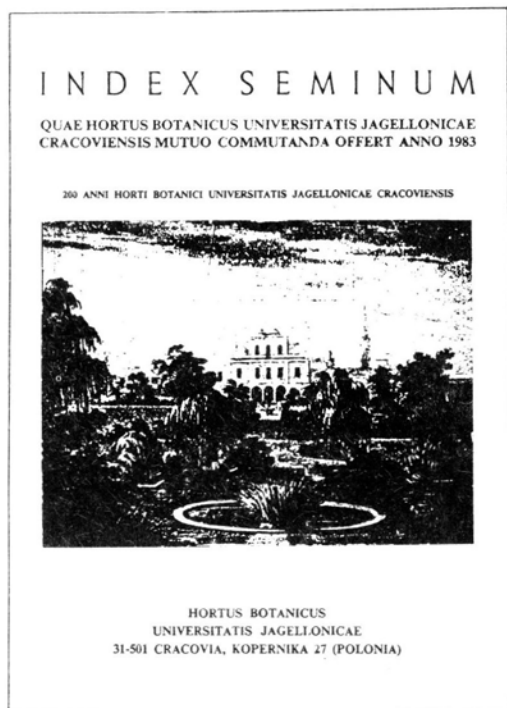 INDEX SEMINUM
QUAE HORTUS BOTANICUS UNIVERSITATIS JAGELLONICAE
CRACOVIENSIS MUTUO COMMUTANDA OFFERT ANNO 1983
200 ANNI HORTI BOTANICI UNIVERSITATIS JAGELLONICAE CRACOVIENSIS
HORTUS BOTANICUS
UNIVERSITATIS JAGELLONICAE
31-501 CRACOVIA, KOPERNIKA 27 (POLONIA)